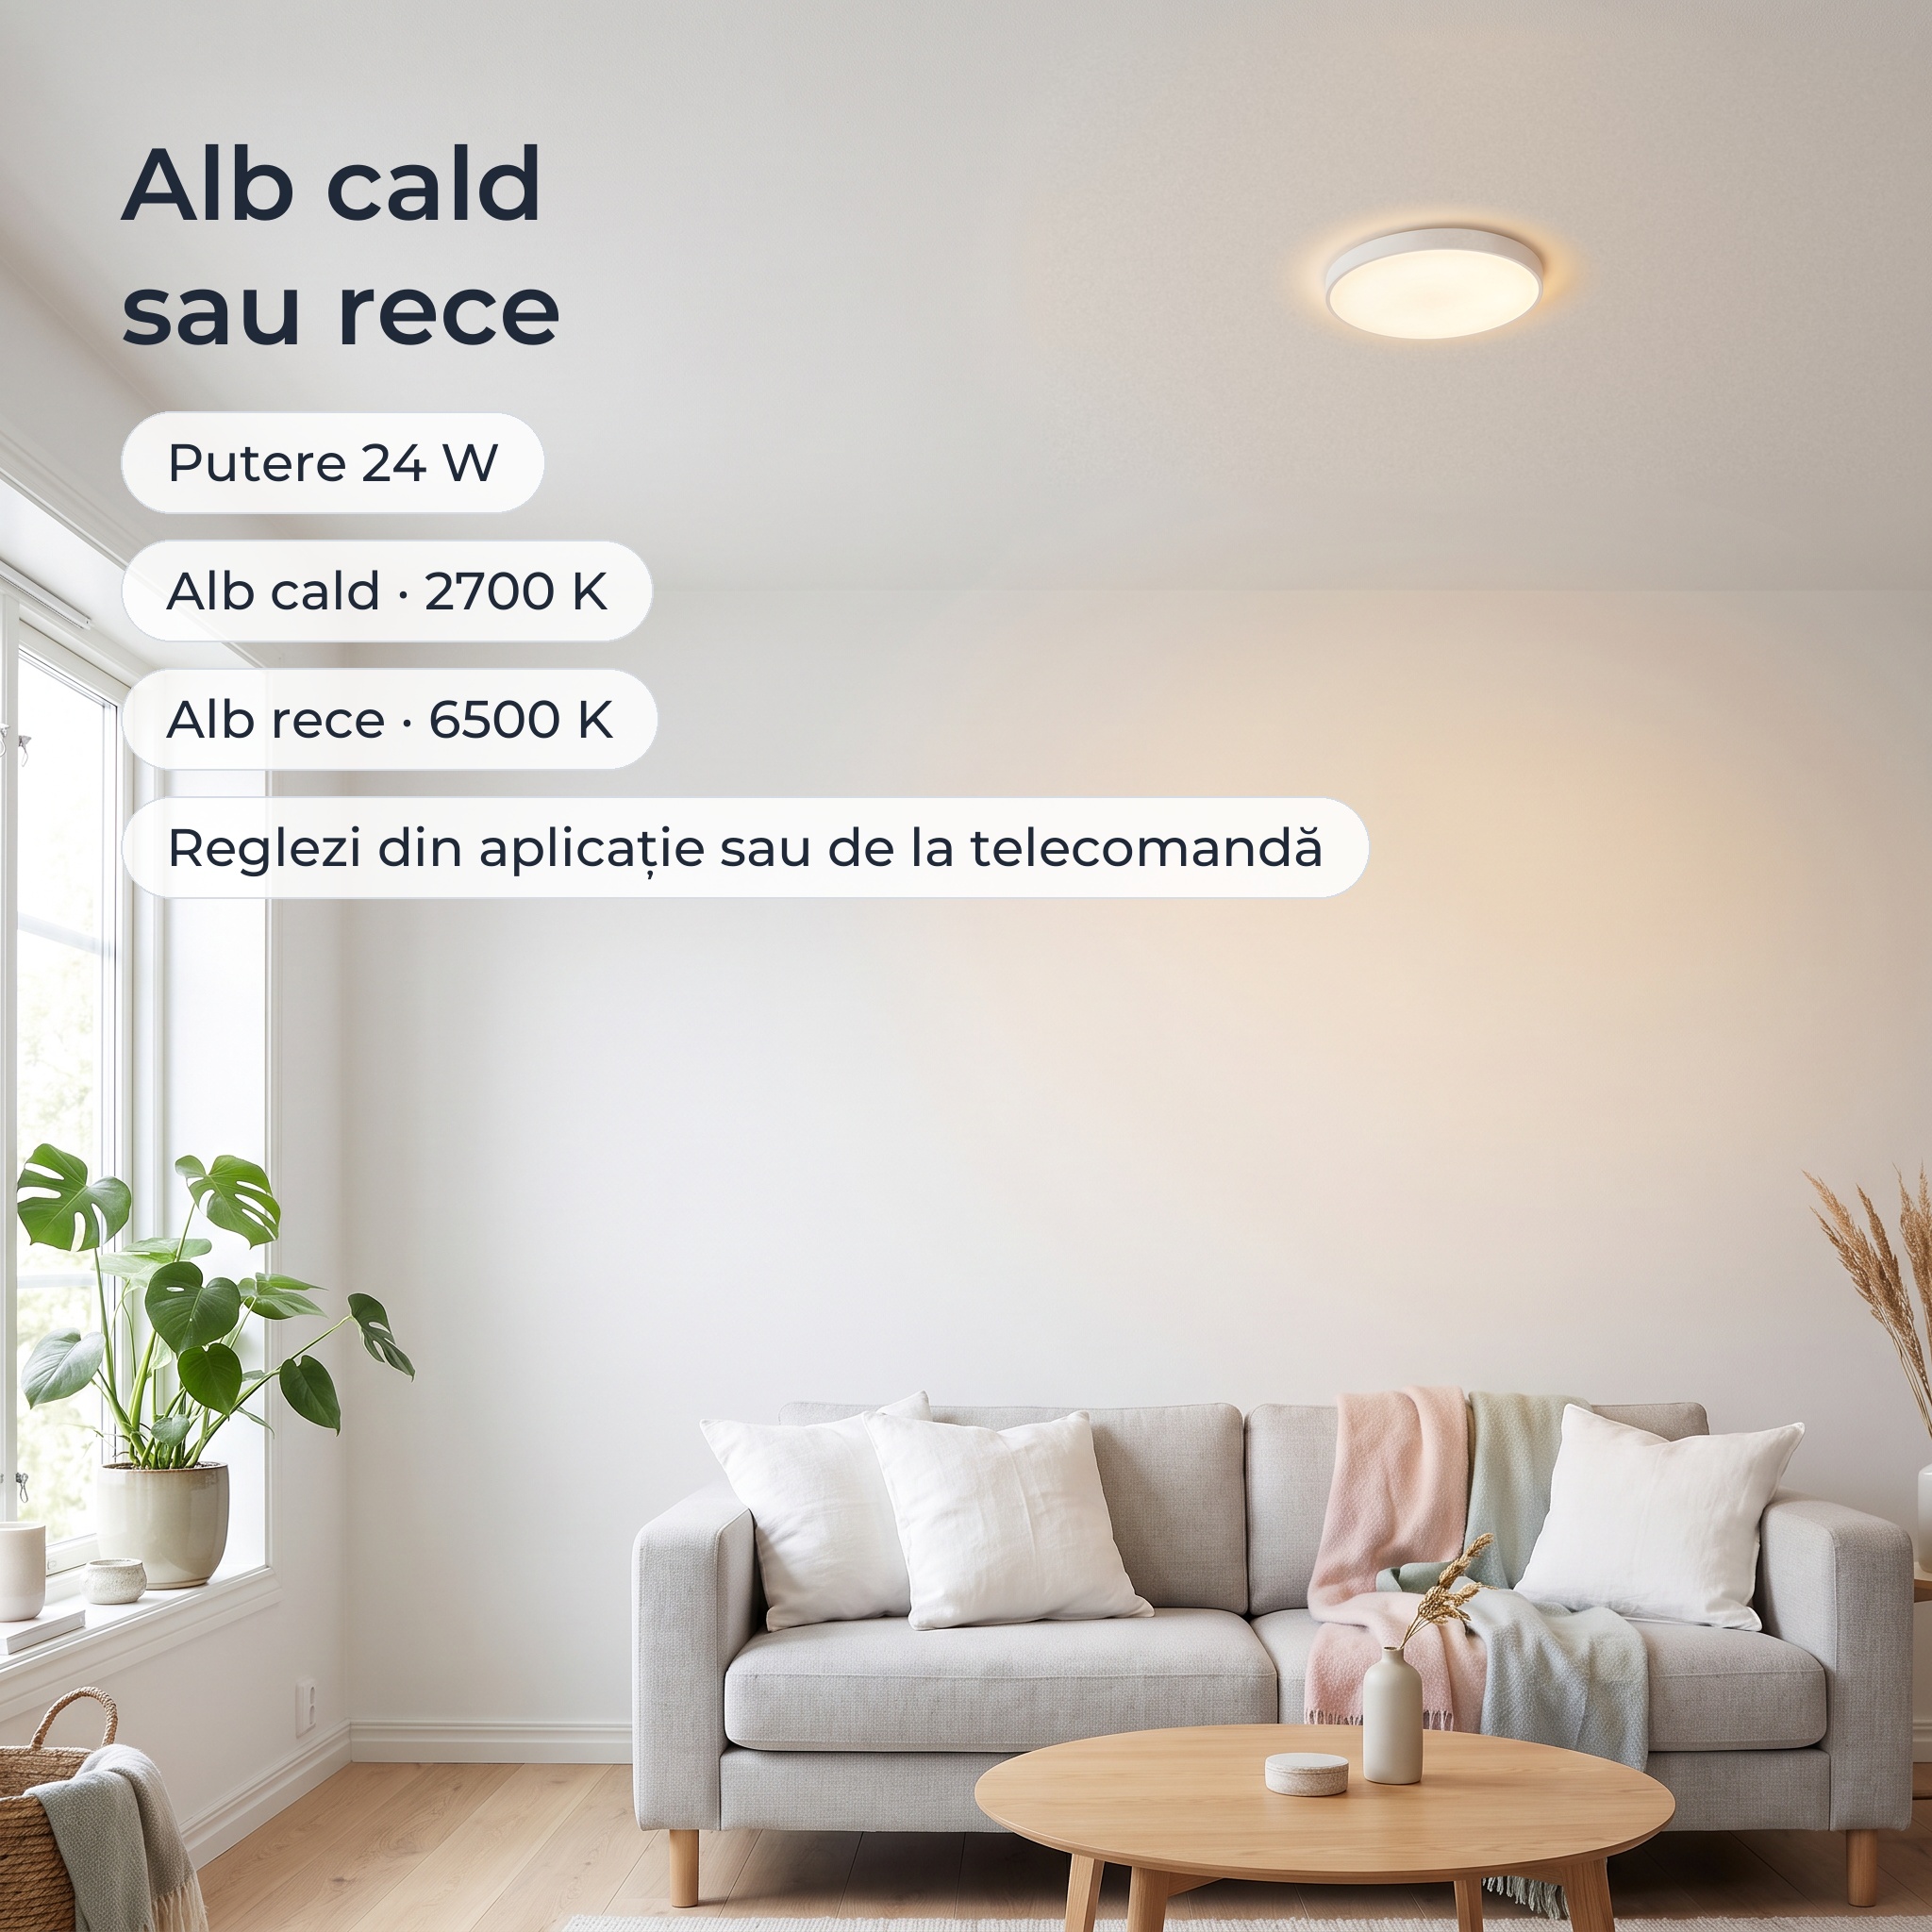 Alb cald
sau rece
Putere 24 W
Alb cald · 2700 K
Alb rece · 6500 K
Reglezi din aplicație sau de la telecomandă